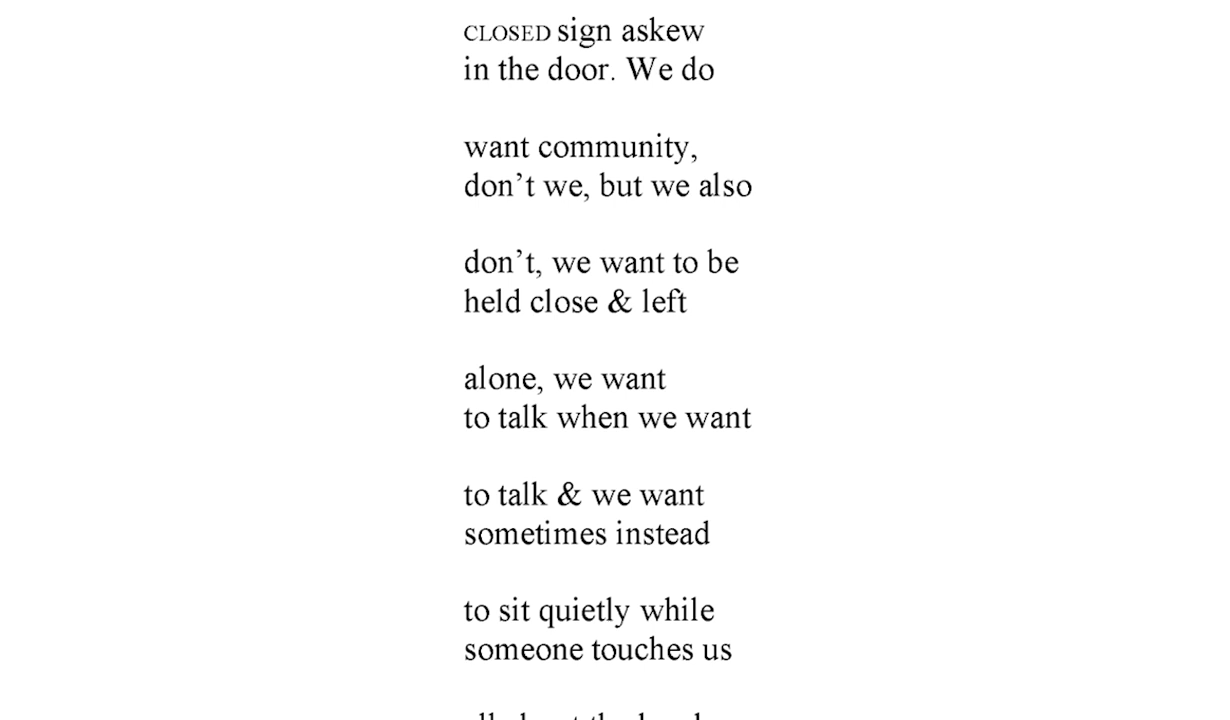 CLOSED sign askew
in the door. We do
want community,
don’t we, but we also
don’t, we want to be
held close & left
alone, we want
to talk when we want
to talk & we want
sometimes instead
to sit quietly while
someone touches us